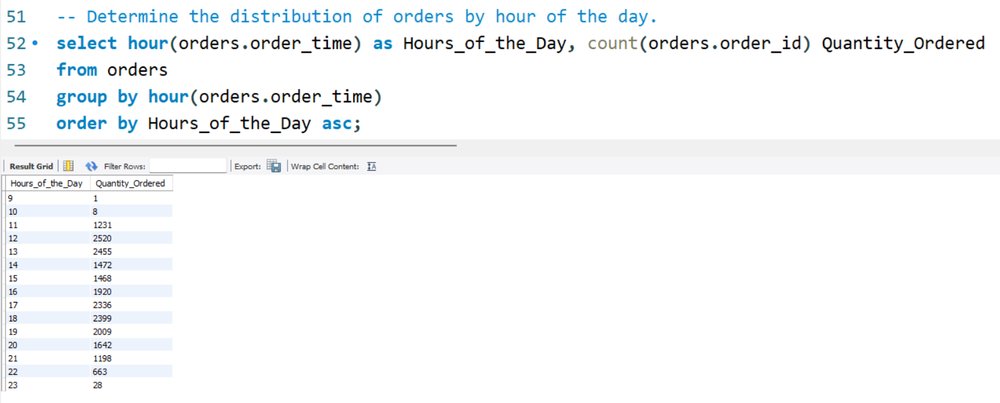 51 -- Determine the distribution of orders by hour of the day.
52 select hour(orders.order_time) as Hours_of_the_Day, count(orders.order_id) Quantity_Ordered
53 from orders
54 group by hour(orders.order_time)
55 order by Hours_of_the_Day asc;
Result Grid Filter Rows: Export: Wrap Cell Content: IA
Hours_of_the_Day Quantity_Ordered
9 1
10 8
11 1231
12 2520
13 2455
14 1472
15 1468
16 1920
17 2336
18 2399
19 2009
20 1642
21 1198
22 663
23 28